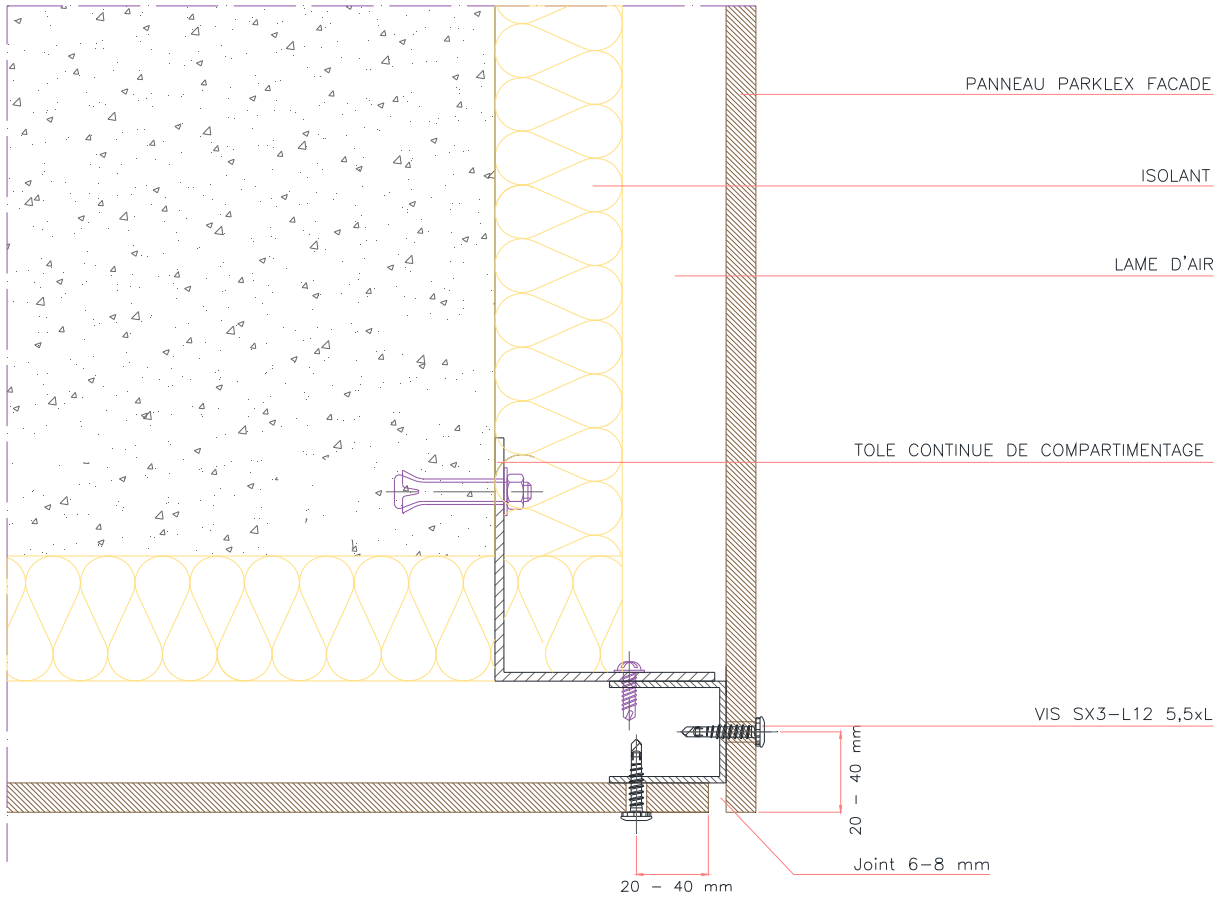 PANNEAU PARKLEX FACADE
ISOLANT
LAME D'AIR
TOLE CONTINUE DE COMPARTIMENTAGE
VIS SX3-L12 5,5xL
20 - 40 mm
Joint 6-8 mm
20 - 40 mm